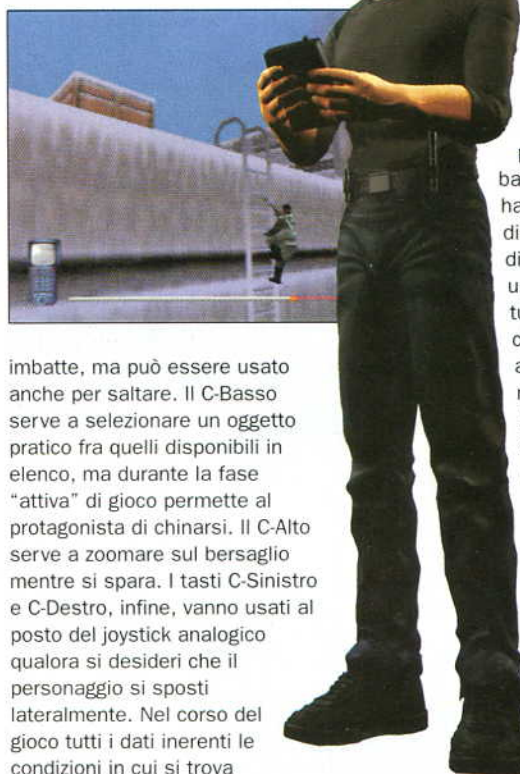 imbatte, ma può essere usato
anche per saltare. Il C-Basso
serve a selezionare un oggetto
pratico fra quelli disponibili in
elenco, ma durante la fase
"attiva" di gioco permette al
protagonista di chinarsi. Il C-Alto
serve a zoomare sul bersaglio
mentre si spara. I tasti C-Sinistro
e C-Destro, infine, vanno usati al
posto del joystick analogico
qualora si desideri che il
personaggio si sposti
lateralmente. Nel corso del
gioco tutti i dati inerenti le
condizioni in cui si trova